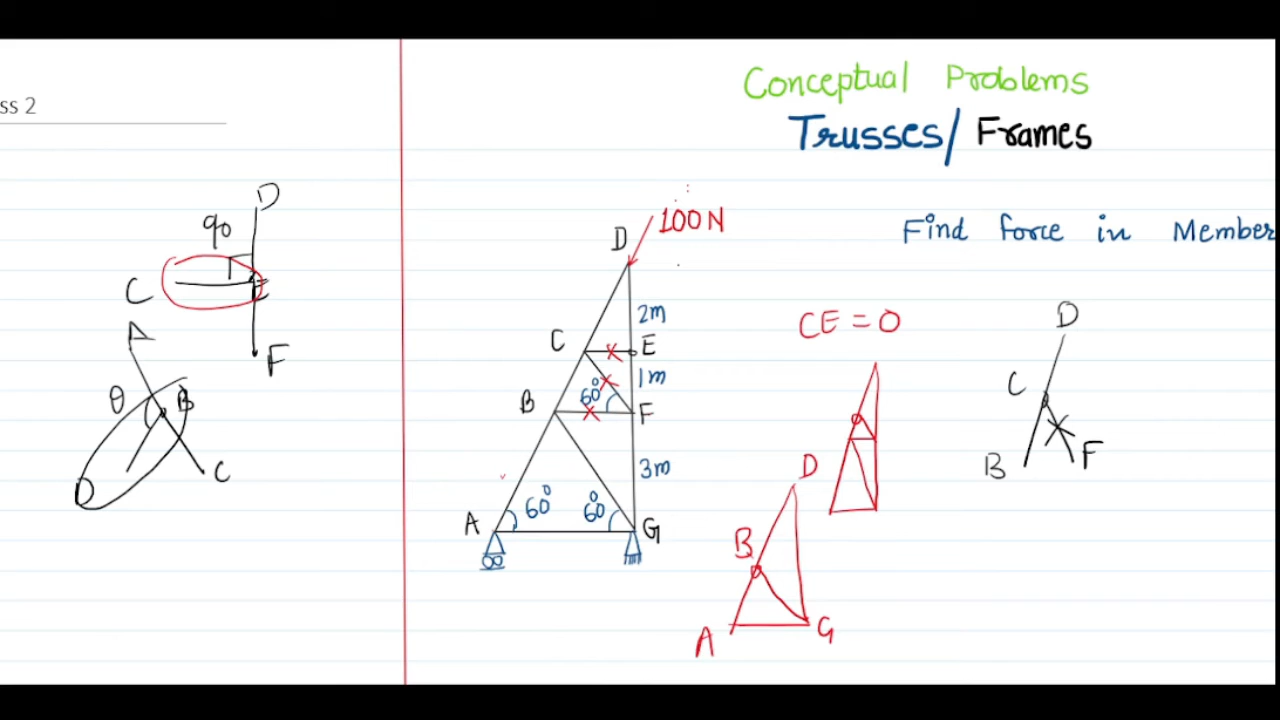 ss 2
Conceptual Problems
Trusses/ Frames
Find force in Member
D
90
C E
F
A
θ B
D C
D 100N
2m
C E
1m
60°
B F
3m
60° 60°
A G
CE = 0
D
B
A G
D
C
B F